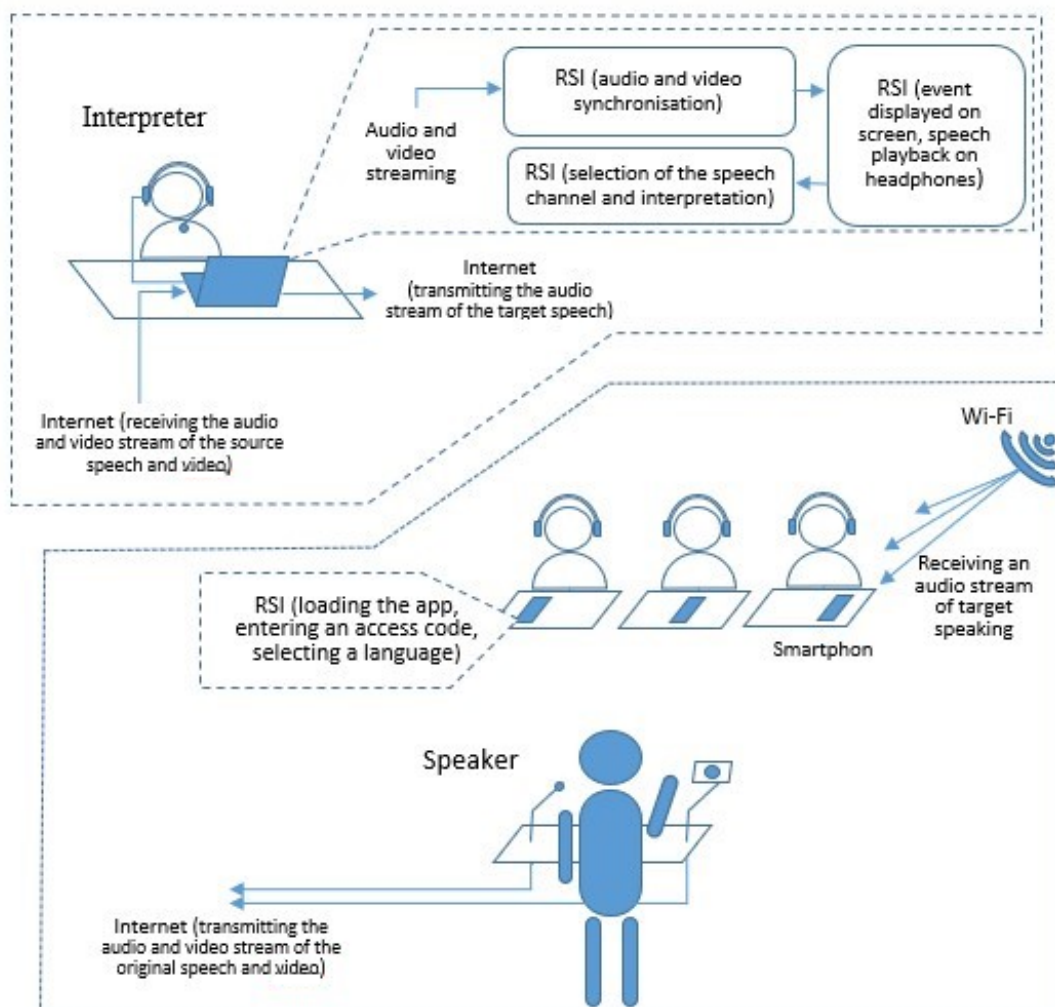 Interpreter
Audio and
video
streaming
RSI (audio and video
synchronisation)
RSI (event
displayed on
screen, speech
playback on
headphones)
RSI (selection of the speech
channel and interpretation)
Internet
(transmitting the audio
stream of the target speech)
Internet (receiving the audio
and video stream of the source
speech and video)
Wi-Fi
Receiving an
audio stream
of target
speaking
Smartphon
RSI (loading the app,
entering an access code,
selecting a language)
Speaker
Internet (transmitting the
audio and video stream of the
original speech and video)